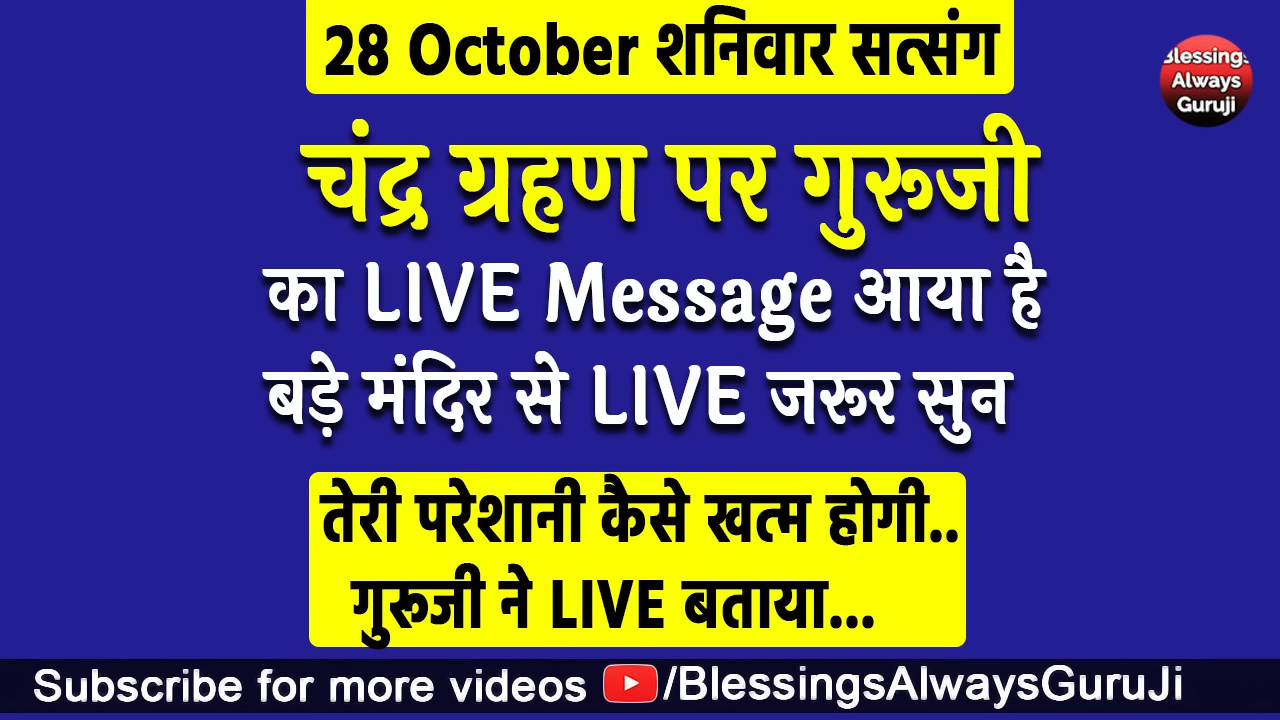 28 October शनिवार सत्संग
Blessings
Always
Guruji
चंद्र ग्रहण पर गुरूजी
का LIVE Message आया है
बड़े मंदिर से LIVE जरूर सुन
तेरी परेशानी कैसे खत्म होगी..
गुरूजी ने LIVE बताया...
Subscribe for more videos /BlessingsAlwaysGuruJi